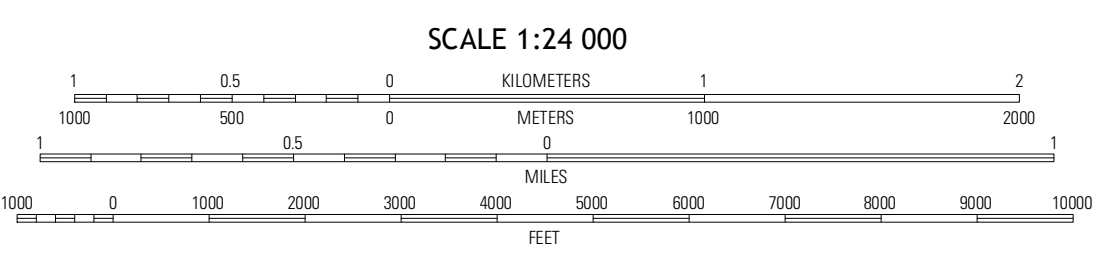 SCALE 1:24 000
1 0.5 0 KILOMETERS 1 2
1000 500 0 METERS 1000 2000
1 0.5 0 1
MILES
1000 0 1000 2000 3000 4000 5000 6000 7000 8000 9000 10000
FEET